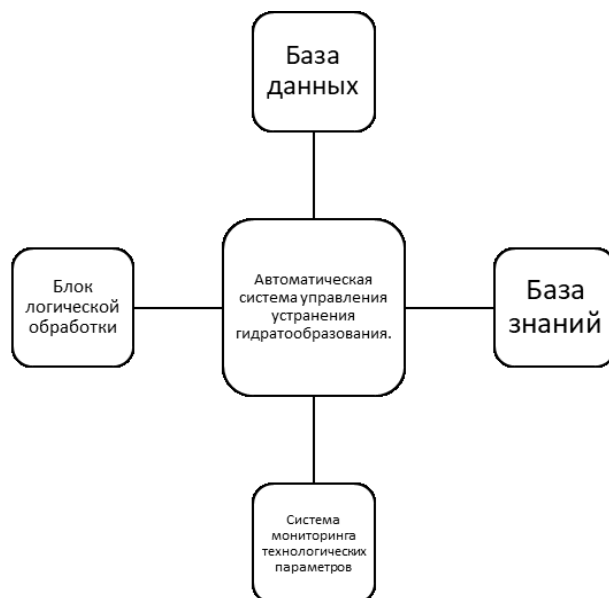 База
данных
Блок
логической
обработки
Автоматическая
система управления
устранения
гидратообразования.
База
знаний
Система
мониторинга
технологических
параметров